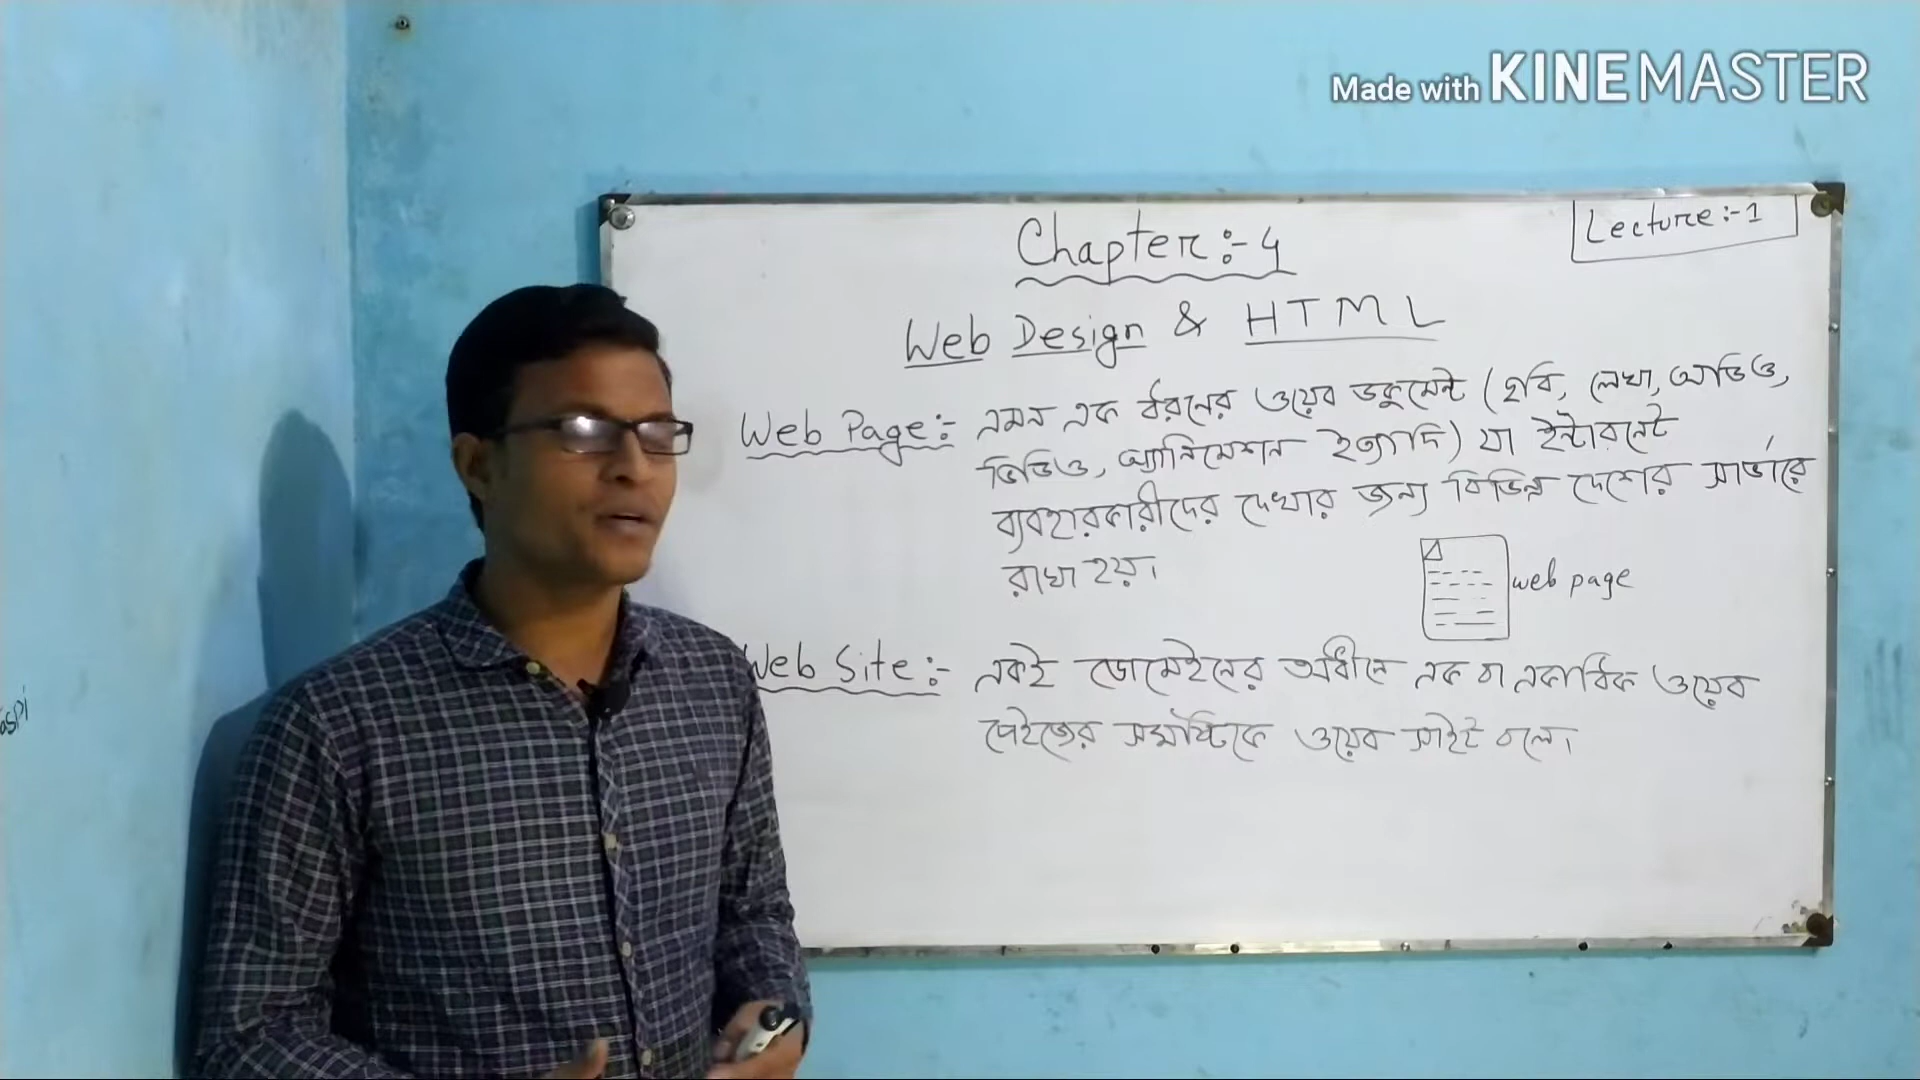 Made with KINEMASTER
Lecture:-1
Chapter:-4
Web Design & HTML
Web Page:- এমন এক ধরনের ওয়েব ডকুমেন্ট (ছবি, লেখা, অডিও,
ভিডিও, অ্যানিমেশন ইত্যাদি) যা ইন্টারনেট
ব্যবহারকারীদের দেখার জন্য বিভিন্ন দেশের সার্ভারে
রাখা হয়।
web page
Web Site:- একই ডোমেইনের অধীনে এক বা একাধিক ওয়েব
পেইজের সমষ্টিকে ওয়েব সাইট বলে।